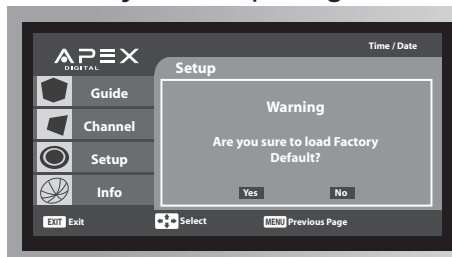 APEX
DIGITAL
Time / Date
Setup
Guide
Channel
Setup
Info
Warning
Are you sure to load Factory
Default?
Yes
No
EXIT Exit
Select
MENU Previous Page